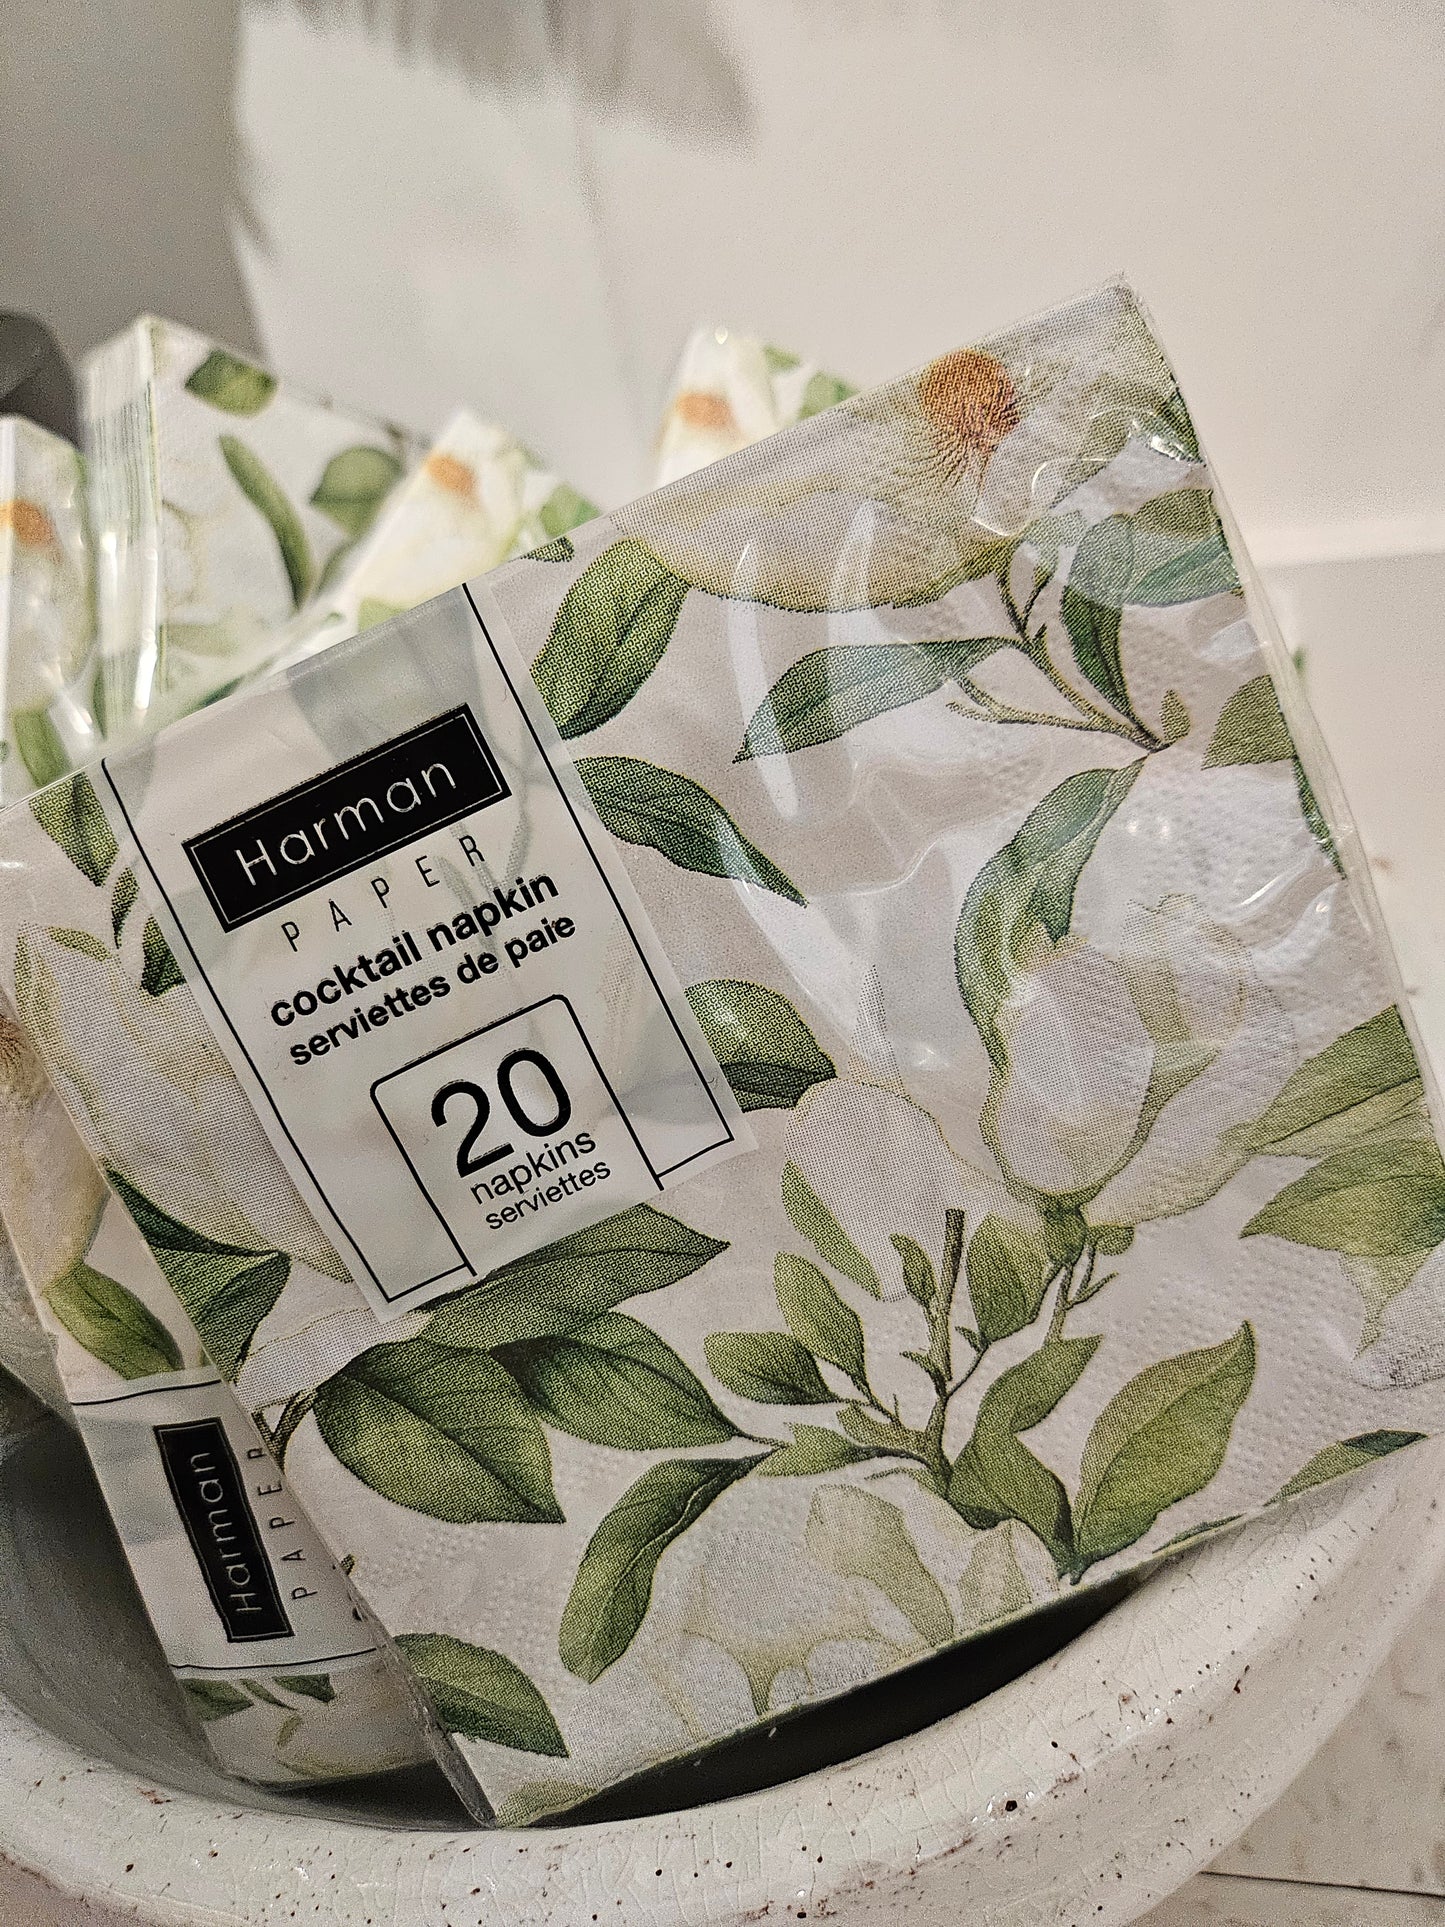 Harman
PAPER
cocktail napkin
serviettes de paie
20
napkins
serviettes
Harman
PAPER